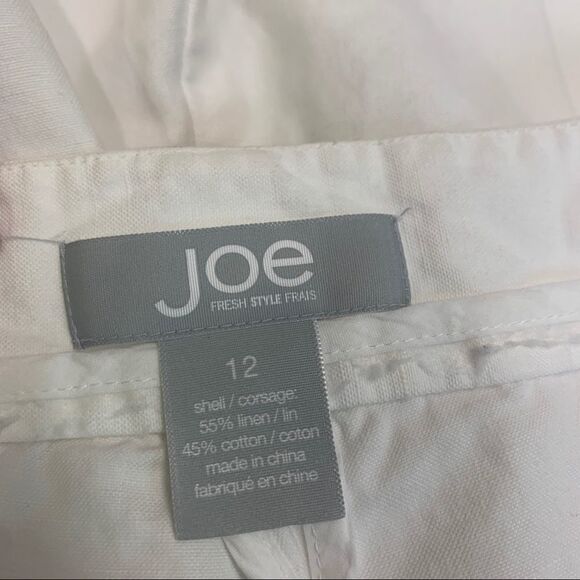 Joe
FRESH STYLE FRAIS
12
shell / corsage:
55% linen / lin
45% cotton / coton
made in china
fabriqué en chine